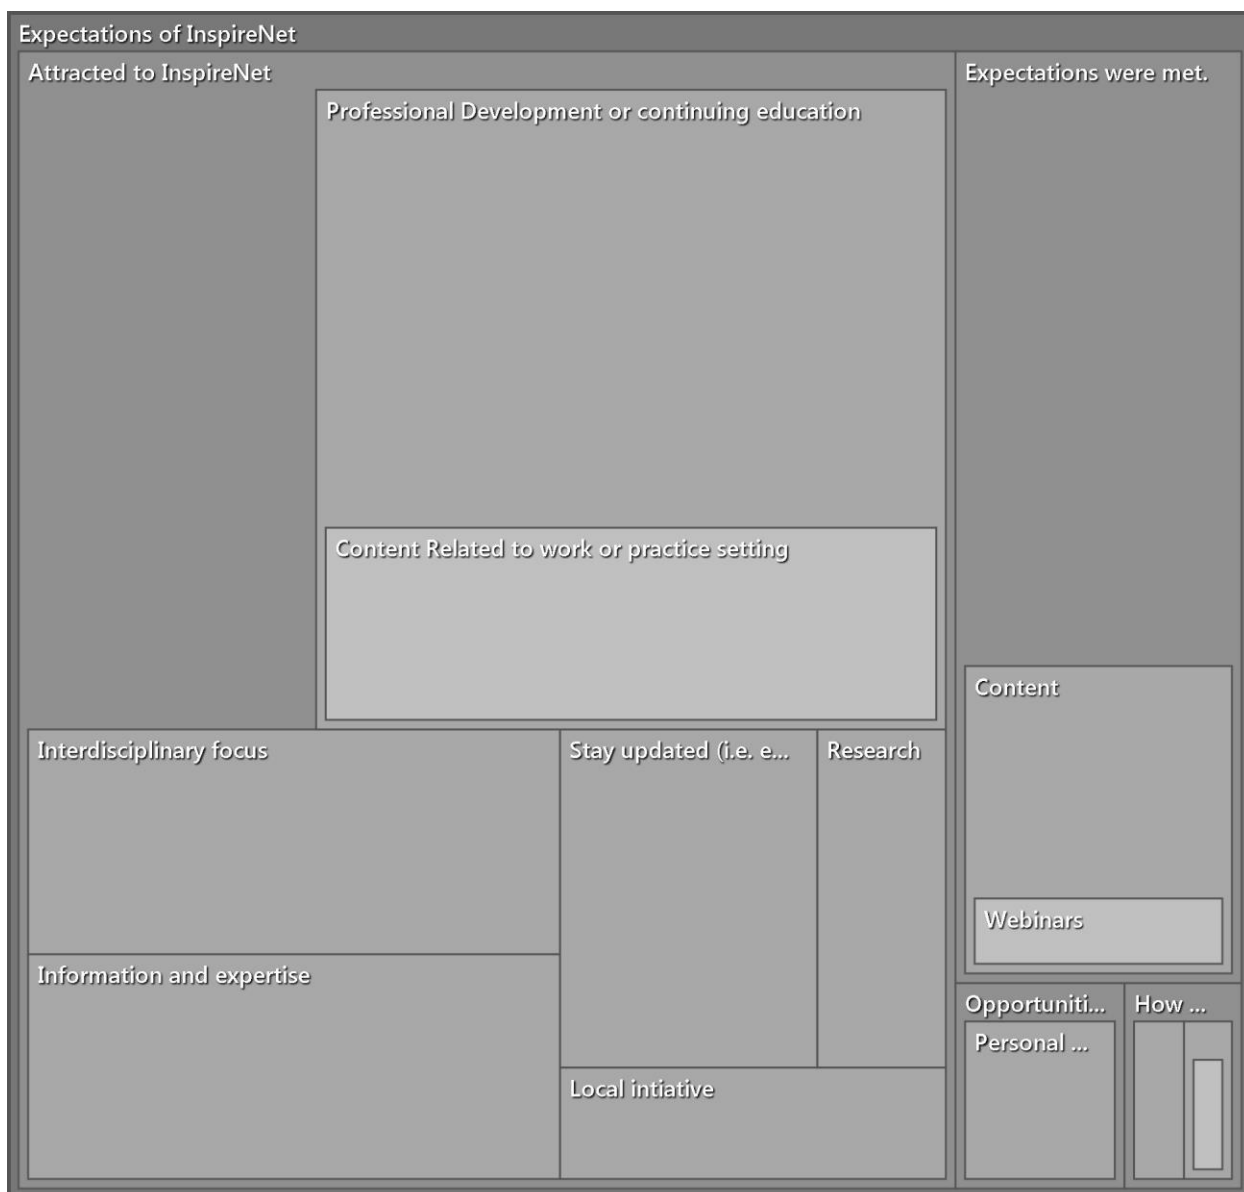 Expectations of InspireNet
Attracted to InspireNet
Expectations were met.
Professional Development or continuing education
Content Related to work or practice setting
Content
Interdisciplinary focus
Stay updated (i.e. e...
Research
Webinars
Information and expertise
Opportuniti...
How ...
Personal ...
Local intiative